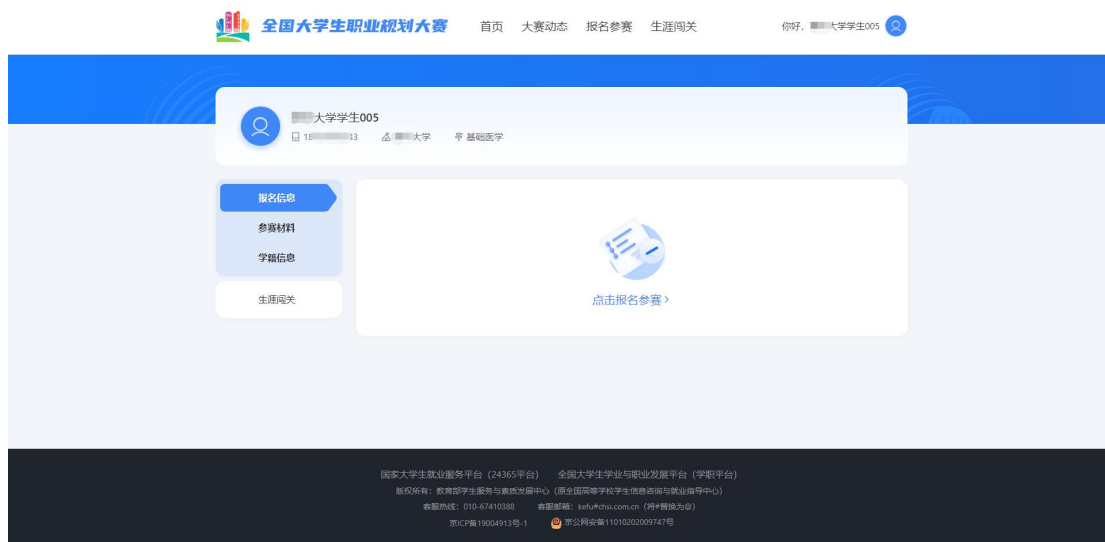 全国大学生职业规划大赛 首页 大赛动态 报名参赛 生涯闯关 你好, 大学学生005
大学学生005
18 13 大学 基础医学
报名信息
参赛材料
学籍信息
生涯闯关
点击报名参赛>
国家大学生就业服务平台（24365平台） 全国大学生学业与职业发展平台（学职平台）
版权所有：教育部学生服务与素质发展中心（原全国高等学校学生信息咨询与就业指导中心）
客服热线：010-67410388 客服邮箱：kefu#chsi.com.cn（将#替换为@）
京ICP备19004913号-1 京公网安备11010202009747号